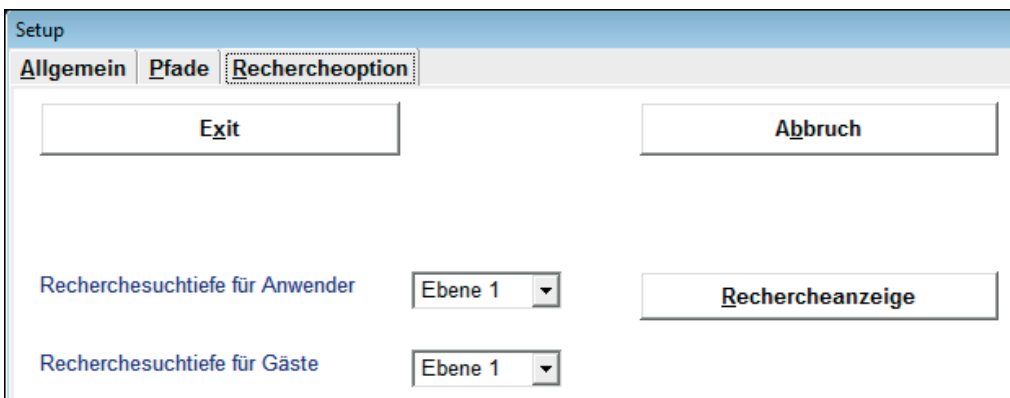 Setup
Allgemein Pfade Rechercheoption
Exit Abbruch
Recherchesuchtiefe für Anwender Ebene 1 Rechercheanzeige
Recherchesuchtiefe für Gäste Ebene 1